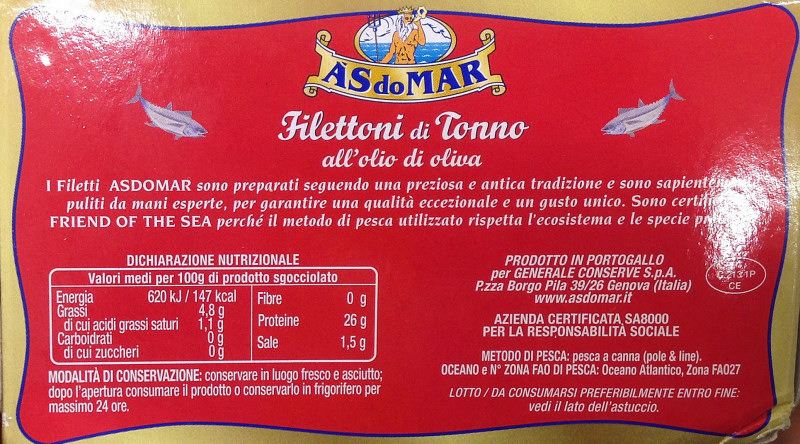 ÀSdoMAR
Filettoni di Tonno
all'olio di oliva
I Filetti ASDOMAR sono preparati seguendo una preziosa e antica tradizione e sono
puliti da mani esperte, per garantire una qualità eccezionale e un gusto unico. Sono
FRIEND OF THE SEA perché il metodo di pesca utilizzato rispetta l'ecosistema e le specie
DICHIARAZIONE NUTRIZIONALE
Valori medi per 100g di prodotto sgocciolato
Energia 620 kJ / 147 kcal
Grassi 4,8 g
di cui acidi grassi saturi 1,1 g
Carboidrati 0 g
di cui zuccheri 0 g
Fibre 0 g
Proteine 26 g
Sale 1,5 g
MODALITÀ DI CONSERVAZIONE: conservare in luogo fresco e asciutto;
dopo l'apertura consumare il prodotto o conservarlo in frigorifero per
massimo 24 ore.
PRODOTTO IN PORTOGALLO
per GENERALE CONSERVE S.p.A.
P.zza Borgo Pila 39/26 Genova (Italia)
www.asdomar.it
CE
AZIENDA CERTIFICATA SA8000
PER LA RESPONSABILITÀ SOCIALE
METODO DI PESCA: pesca a canna (pole & line).
OCEANO e N° ZONA FAO DI PESCA: Oceano Atlantico, Zona FAO27
LOTTO / DA CONSUMARSI PREFERIBILMENTE ENTRO FINE:
vedi il lato dell'astuccio.